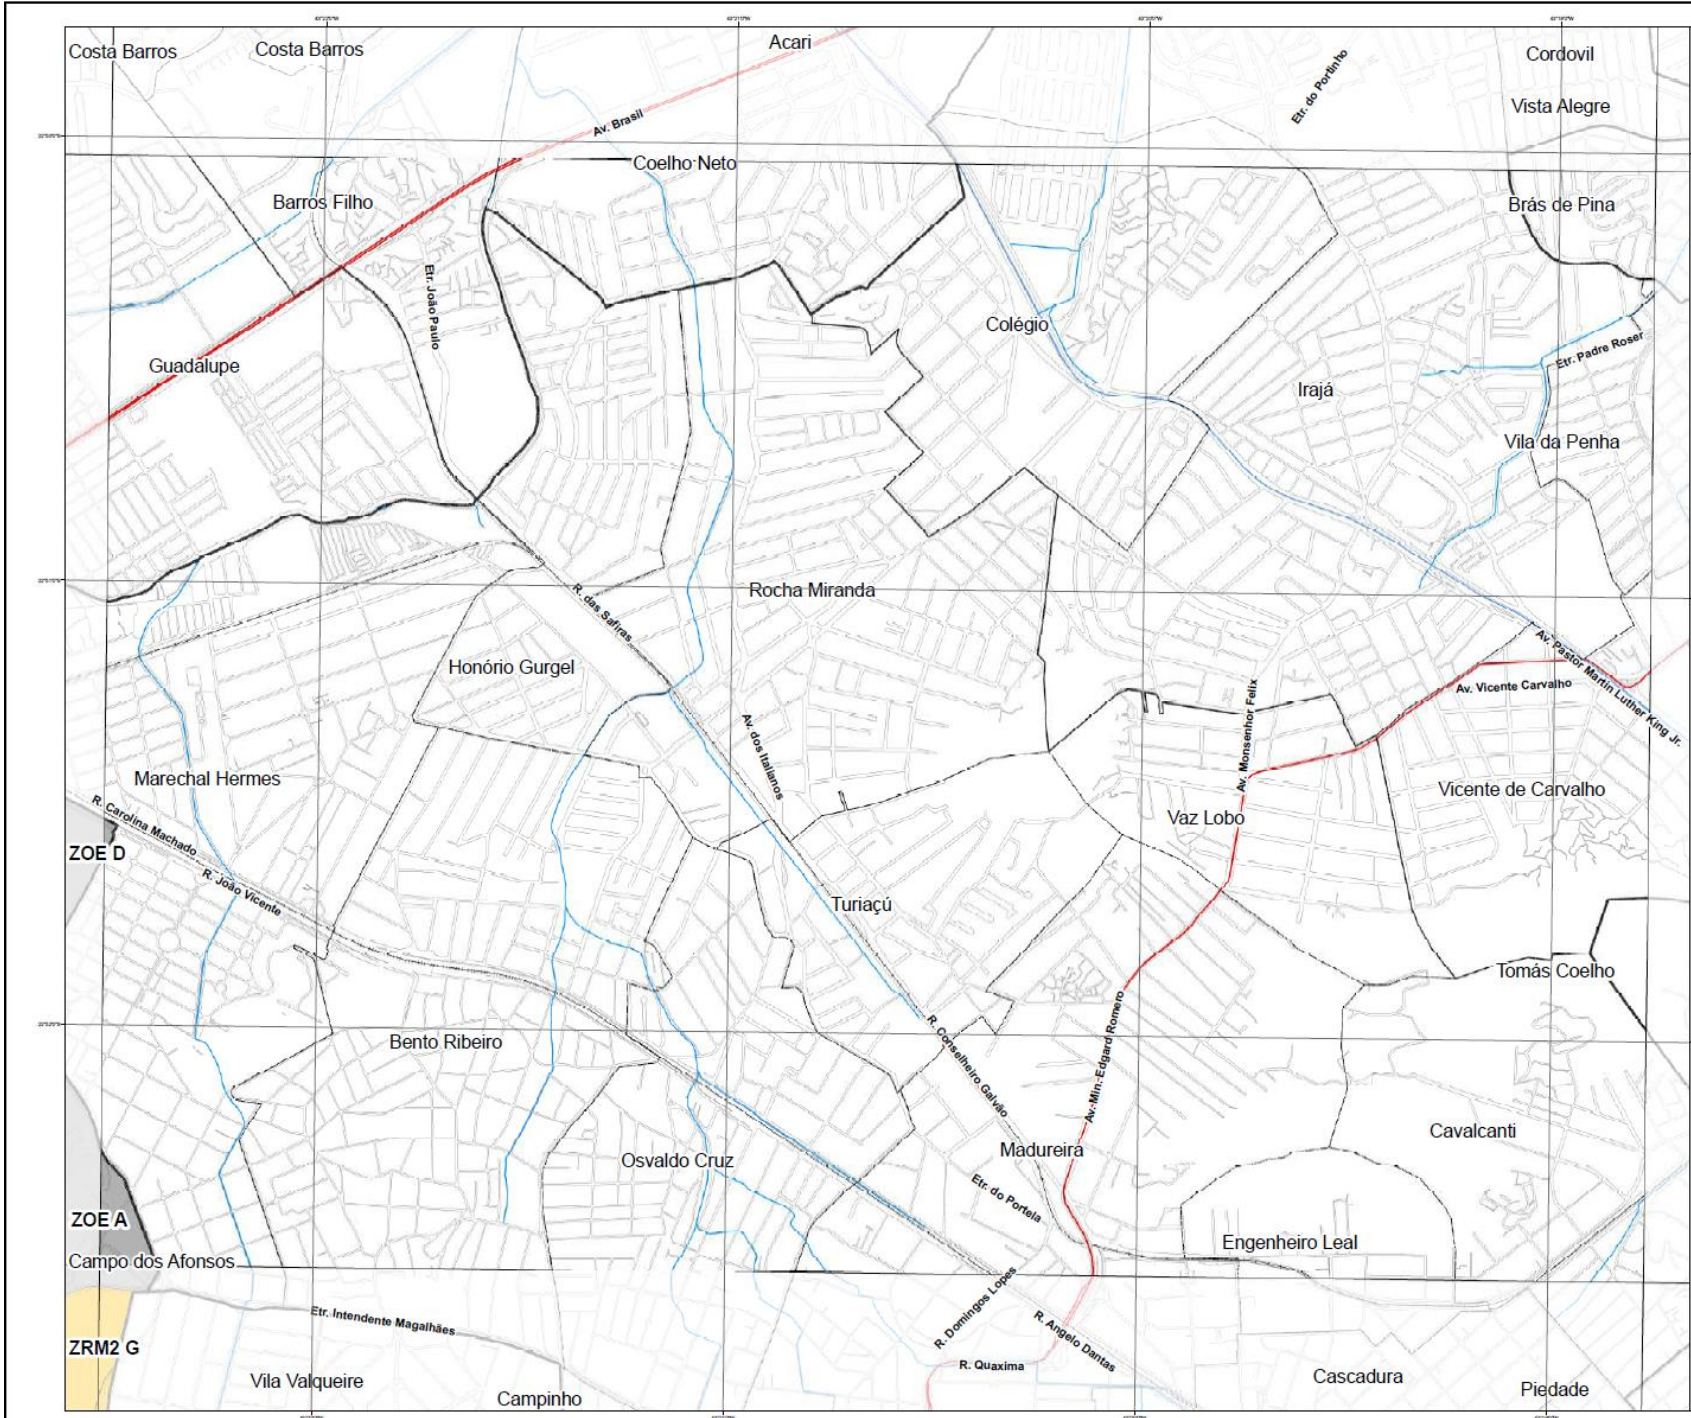 Costa Barros
Costa Barros
Acari
Cordovil
Etr. do Portinho
Vista Alegre
Av. Brasil
Coelho Neto
Barros Filho
Brás de Pina
Etr. João Paulo
Colégio
Etr. Padre Roser
Guadalupe
Irajá
Vila da Penha
Rocha Miranda
R. das Safiras
Honório Gurgel
Av. Pastor Martin Luther King Jr.
Av. Vicente Carvalho
Av. Monsenhor Felix
Av. dos Italianos
Marechal Hermes
Vicente de Carvalho
R. Carolina Machado
Vaz Lobo
ZOE D
R. João Vicente
Turiaçú
Tomás Coelho
Bento Ribeiro
R. Conselheiro Galvão
Av. Min. Edgard Romero
Cavalcanti
Madureira
Osvaldo Cruz
Etr. do Portela
ZOE A
Engenheiro Leal
Campo dos Afonsos
R. Domingos Lopes
Etr. Intendente Magalhães
R. Angelo Dantas
ZRM2 G
R. Quaxima
Vila Valqueire
Cascadura
Campinho
Piedade